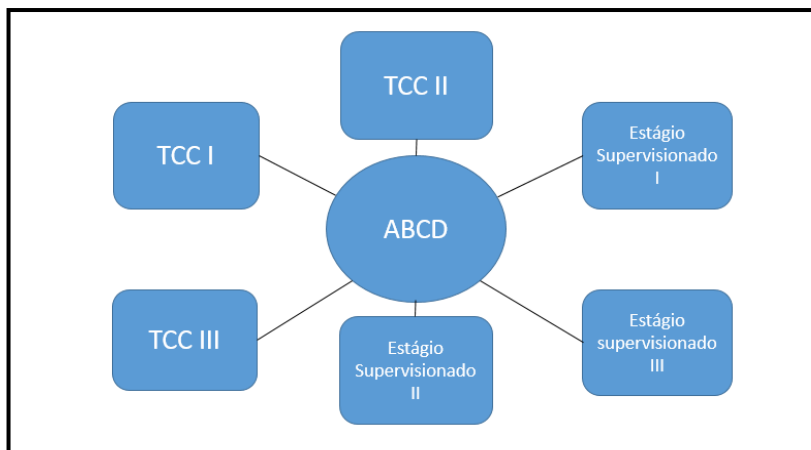 TCC II
TCC I
Estágio
Supervisionado
I
ABCD
TCC III
Estágio
Supervisionado
II
Estágio
supervisionado
III